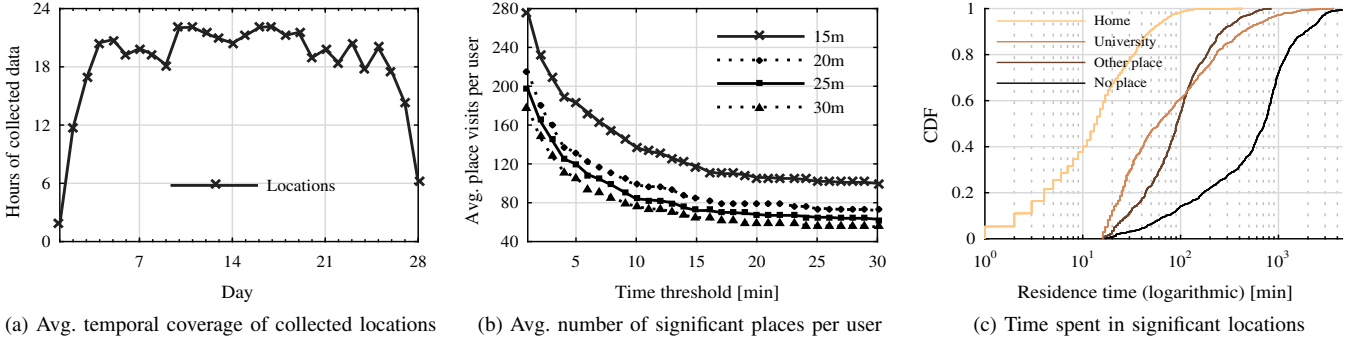 24
18
12
6
0
Hours of collected data
Locations
7
14
21
28
Day
(a) Avg. temporal coverage of collected locations
280
240
200
160
120
80
40
Avg. place visits per user
15m
20m
25m
30m
5
10
15
20
25
30
Time threshold [min]
(b) Avg. number of significant places per user
1
0.8
0.6
0.4
0.2
0
CDF
Home
University
Other place
No place
10^0
10^1
10^2
10^3
Residence time (logarithmic) [min]
(c) Time spent in significant locations